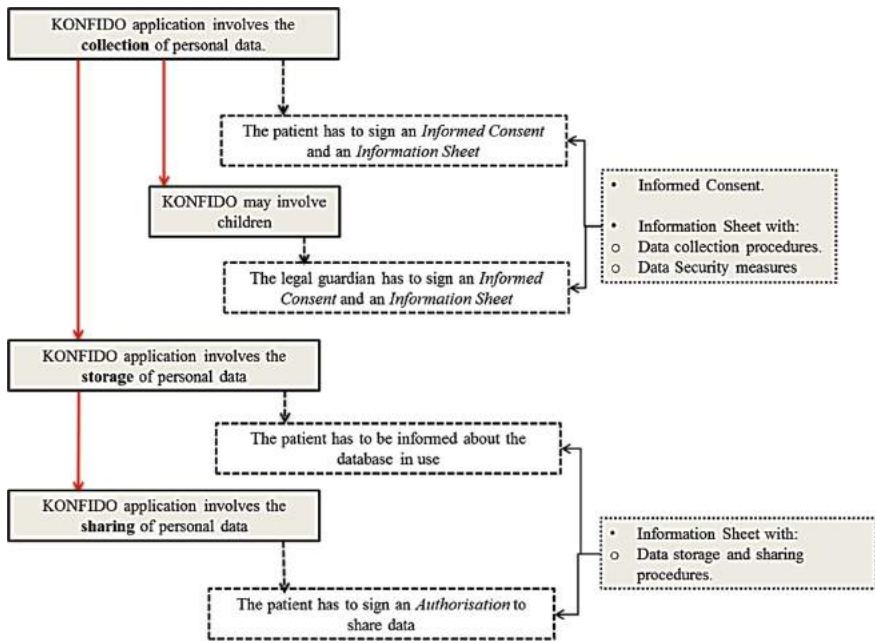 KONFIDO application involves the
collection of personal data.
The patient has to sign an Informed Consent
and an Information Sheet
KONFIDO may involve
children
The legal guardian has to sign an Informed
Consent and an Information Sheet
• Informed Consent.
• Information Sheet with:
o Data collection procedures.
o Data Security measures
KONFIDO application involves the
storage of personal data
The patient has to be informed about the
database in use
KONFIDO application involves the
sharing of personal data
The patient has to sign an Authorisation to
share data
• Information Sheet with:
o Data storage and sharing
procedures.